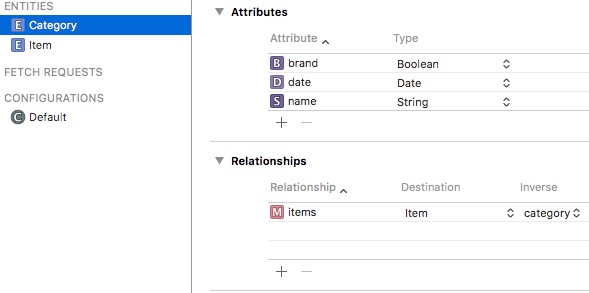 ENTITIES
E Category
E Item
FETCH REQUESTS
CONFIGURATIONS
C Default
Attributes
Attribute Type
B brand Boolean
D date Date
S name String
Relationships
Relationship Destination Inverse
M items Item category